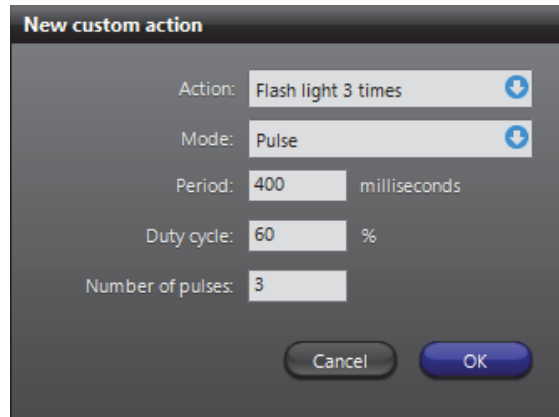 New custom action
Action: Flash light 3 times
Mode: Pulse
Period: 400 milliseconds
Duty cycle: 60 %
Number of pulses: 3
Cancel OK